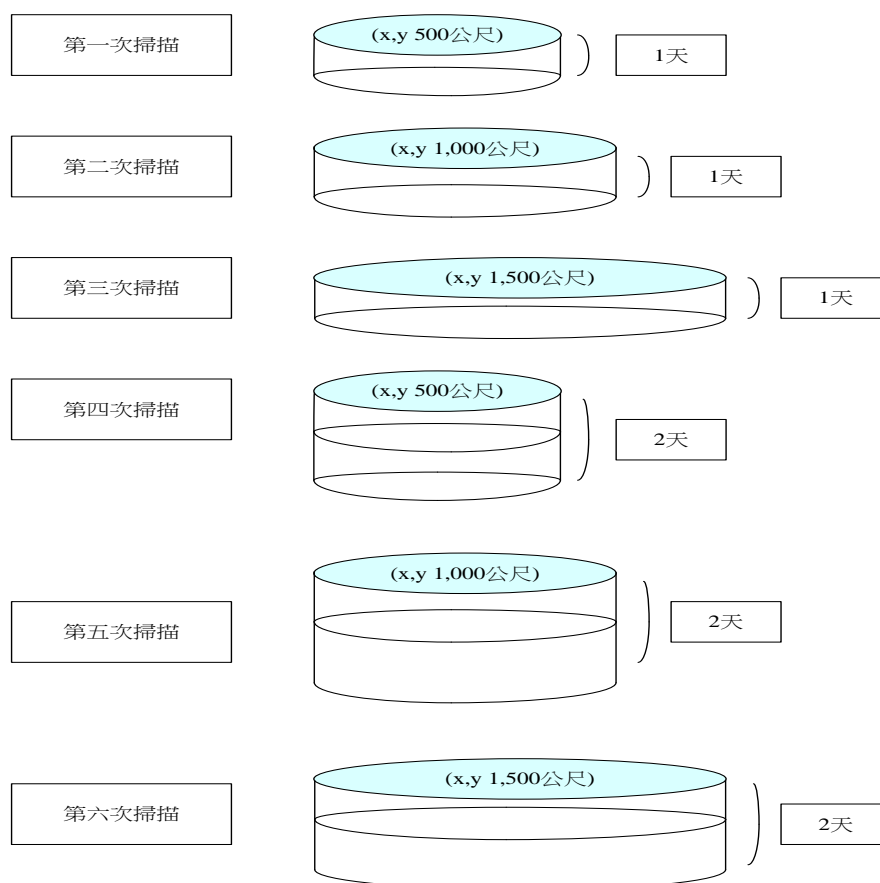 第一次掃描
(x,y 500公尺)
1天
第二次掃描
(x,y 1,000公尺)
1天
第三次掃描
(x,y 1,500公尺)
1天
第四次掃描
(x,y 500公尺)
2天
第五次掃描
(x,y 1,000公尺)
2天
第六次掃描
(x,y 1,500公尺)
2天